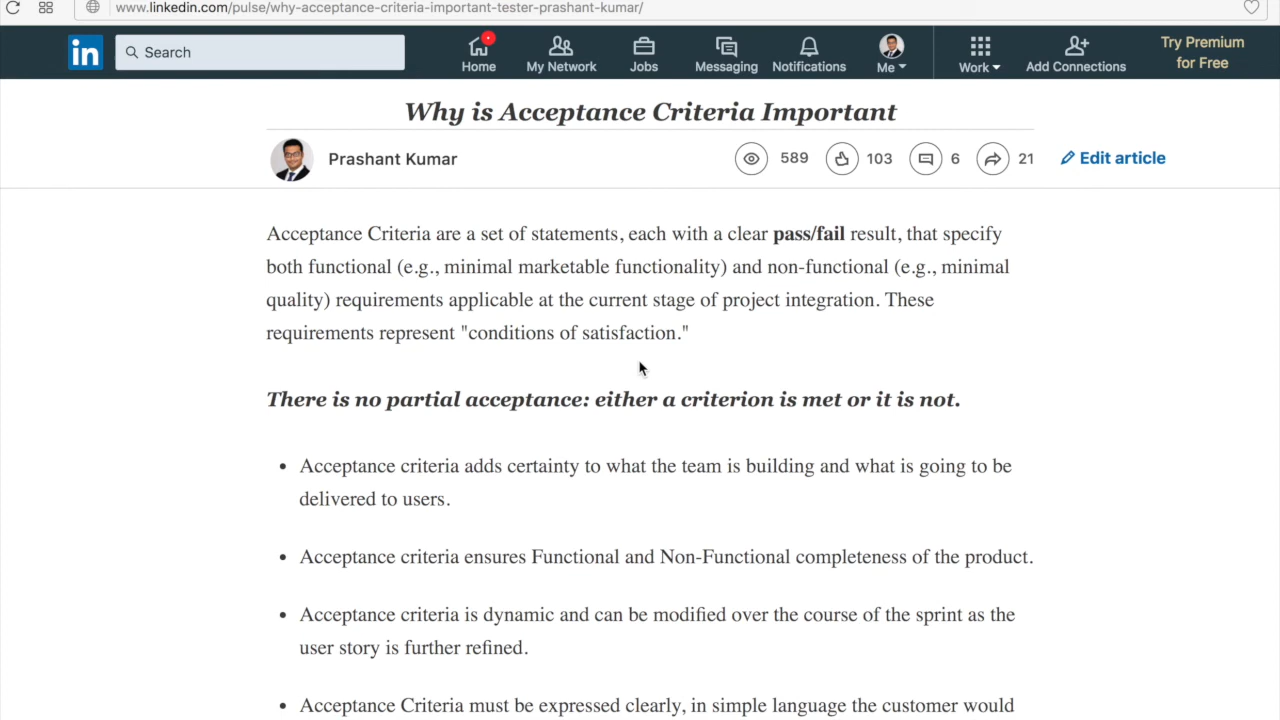 www.linkedin.com/pulse/why-acceptance-criteria-important-tester-prashant-kumar/
in
Search
Home
My Network
Jobs
Messaging
Notifications
Me
Work
Add Connections
Try Premium
for Free
Why is Acceptance Criteria Important
Prashant Kumar
589
103
6
21
Edit article
Acceptance Criteria are a set of statements, each with a clear pass/fail result, that specify
both functional (e.g., minimal marketable functionality) and non-functional (e.g., minimal
quality) requirements applicable at the current stage of project integration. These
requirements represent "conditions of satisfaction."
There is no partial acceptance: either a criterion is met or it is not.
• Acceptance criteria adds certainty to what the team is building and what is going to be
delivered to users.
• Acceptance criteria ensures Functional and Non-Functional completeness of the product.
• Acceptance criteria is dynamic and can be modified over the course of the sprint as the
user story is further refined.
• Acceptance Criteria must be expressed clearly, in simple language the customer would